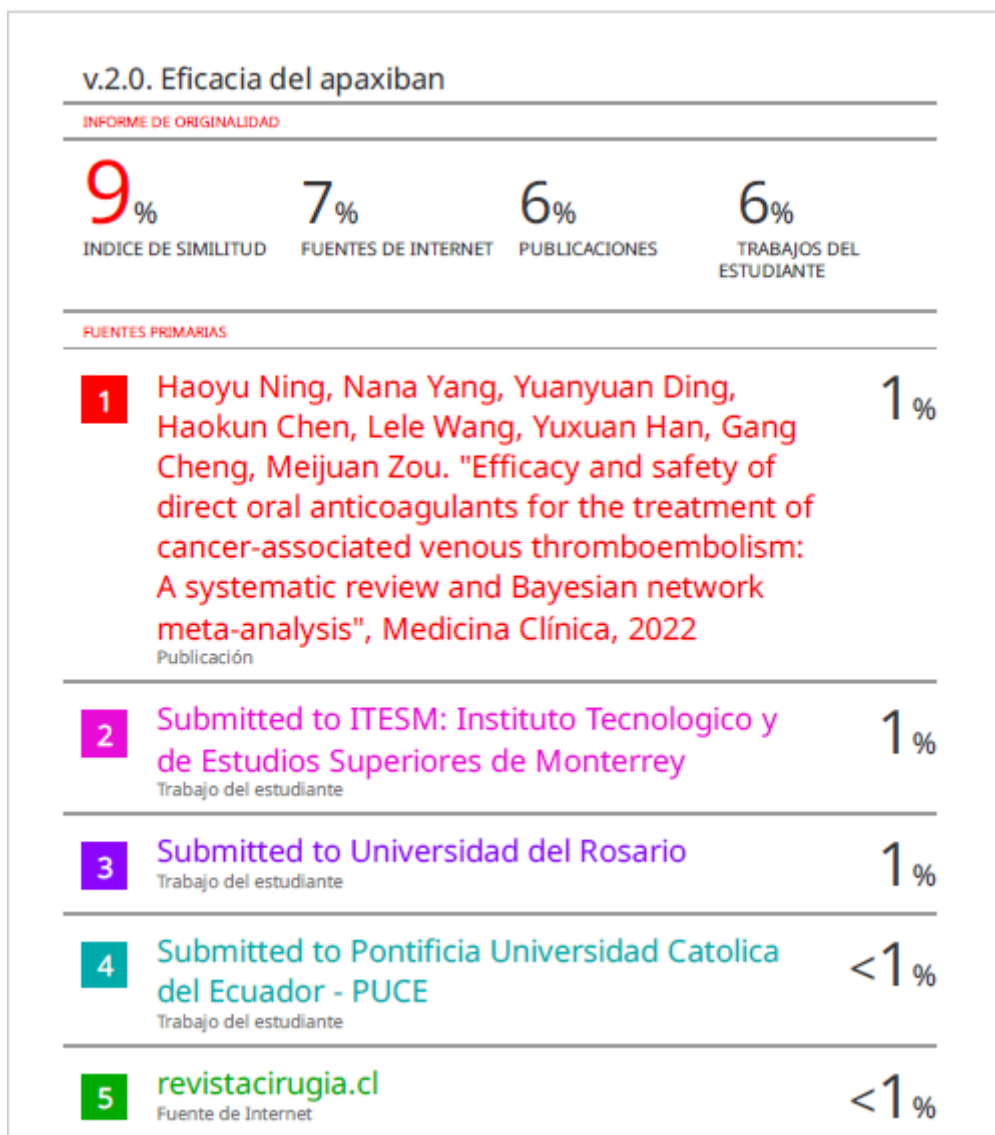 v.2.0. Eficacia del apaxiban
INFORME DE ORIGINALIDAD
9%
INDICE DE SIMILITUD
7%
FUENTES DE INTERNET
6%
PUBLICACIONES
6%
TRABAJOS DEL
ESTUDIANTE
FUENTES PRIMARIAS
1
Haoyu Ning, Nana Yang, Yuanyuan Ding,
Haokun Chen, Lele Wang, Yuxuan Han, Gang
Cheng, Meijuan Zou. "Efficacy and safety of
direct oral anticoagulants for the treatment of
cancer-associated venous thromboembolism:
A systematic review and Bayesian network
meta-analysis", Medicina Clínica, 2022
Publicación
1%
2
Submitted to ITESM: Instituto Tecnologico y
de Estudios Superiores de Monterrey
Trabajo del estudiante
1%
3
Submitted to Universidad del Rosario
Trabajo del estudiante
1%
4
Submitted to Pontificia Universidad Catolica
del Ecuador - PUCE
Trabajo del estudiante
<1%
5
revistacirugia.cl
Fuente de Internet
<1%